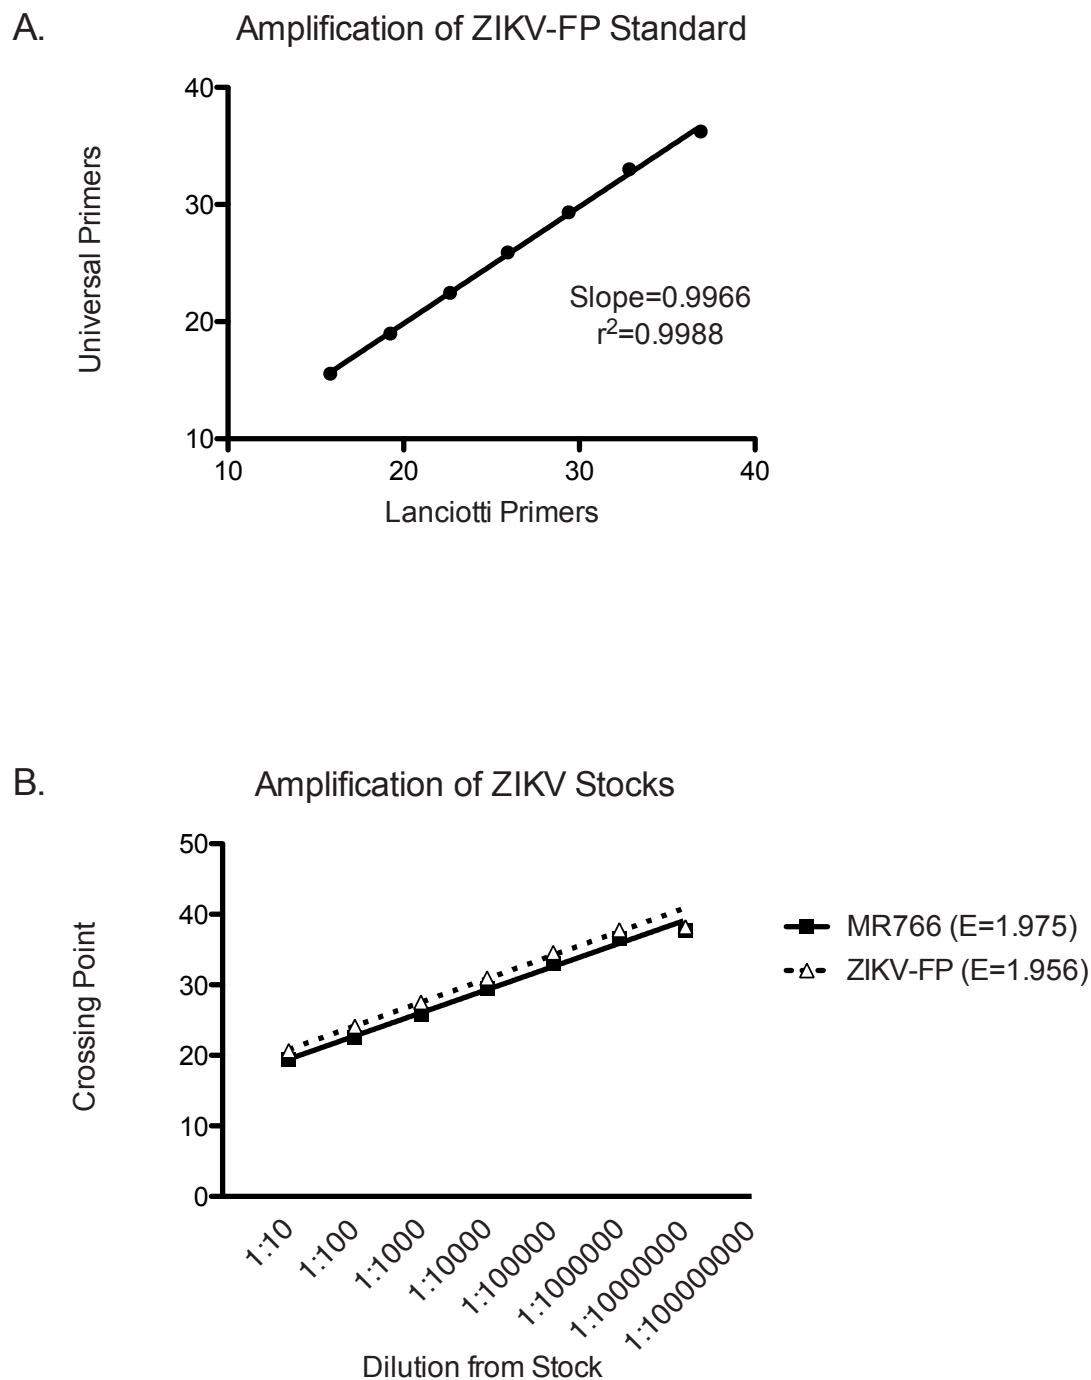 A.
Amplification of ZIKV-FP Standard
40
30
20
10
Universal Primers
Slope=0.9966
r²=0.9988
10
20
30
40
Lanciotti Primers
B.
Amplification of ZIKV Stocks
50
40
30
20
10
0
Crossing Point
MR766 (E=1.975)
ZIKV-FP (E=1.956)
1:10
1:100
1:1000
1:10000
1:100000
1:1000000
1:10000000
1:100000000
Dilution from Stock